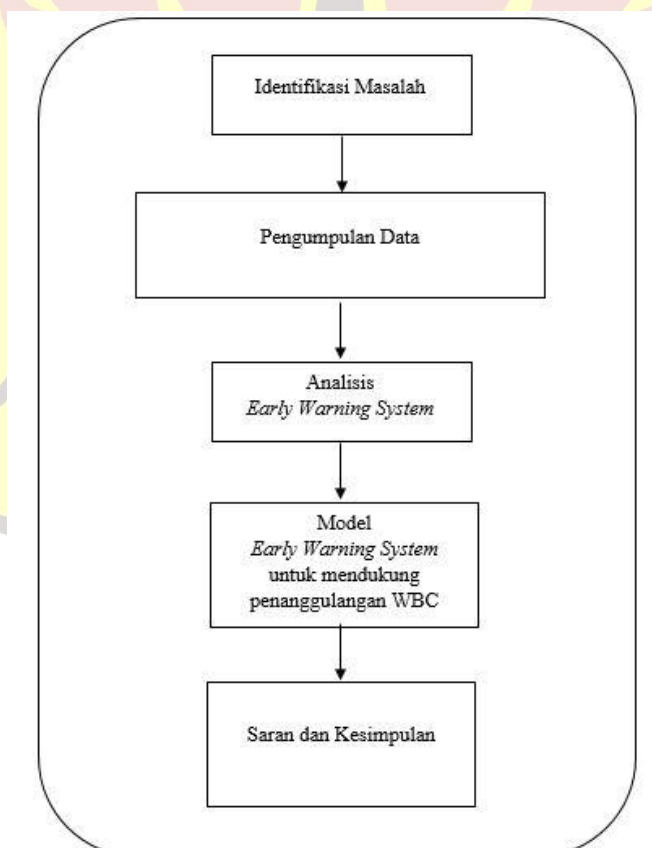 Identifikasi Masalah
Pengumpulan Data
Analisis
Early Warning System
Model
Early Warning System
untuk mendukung
penanggulangan WBC
Saran dan Kesimpulan